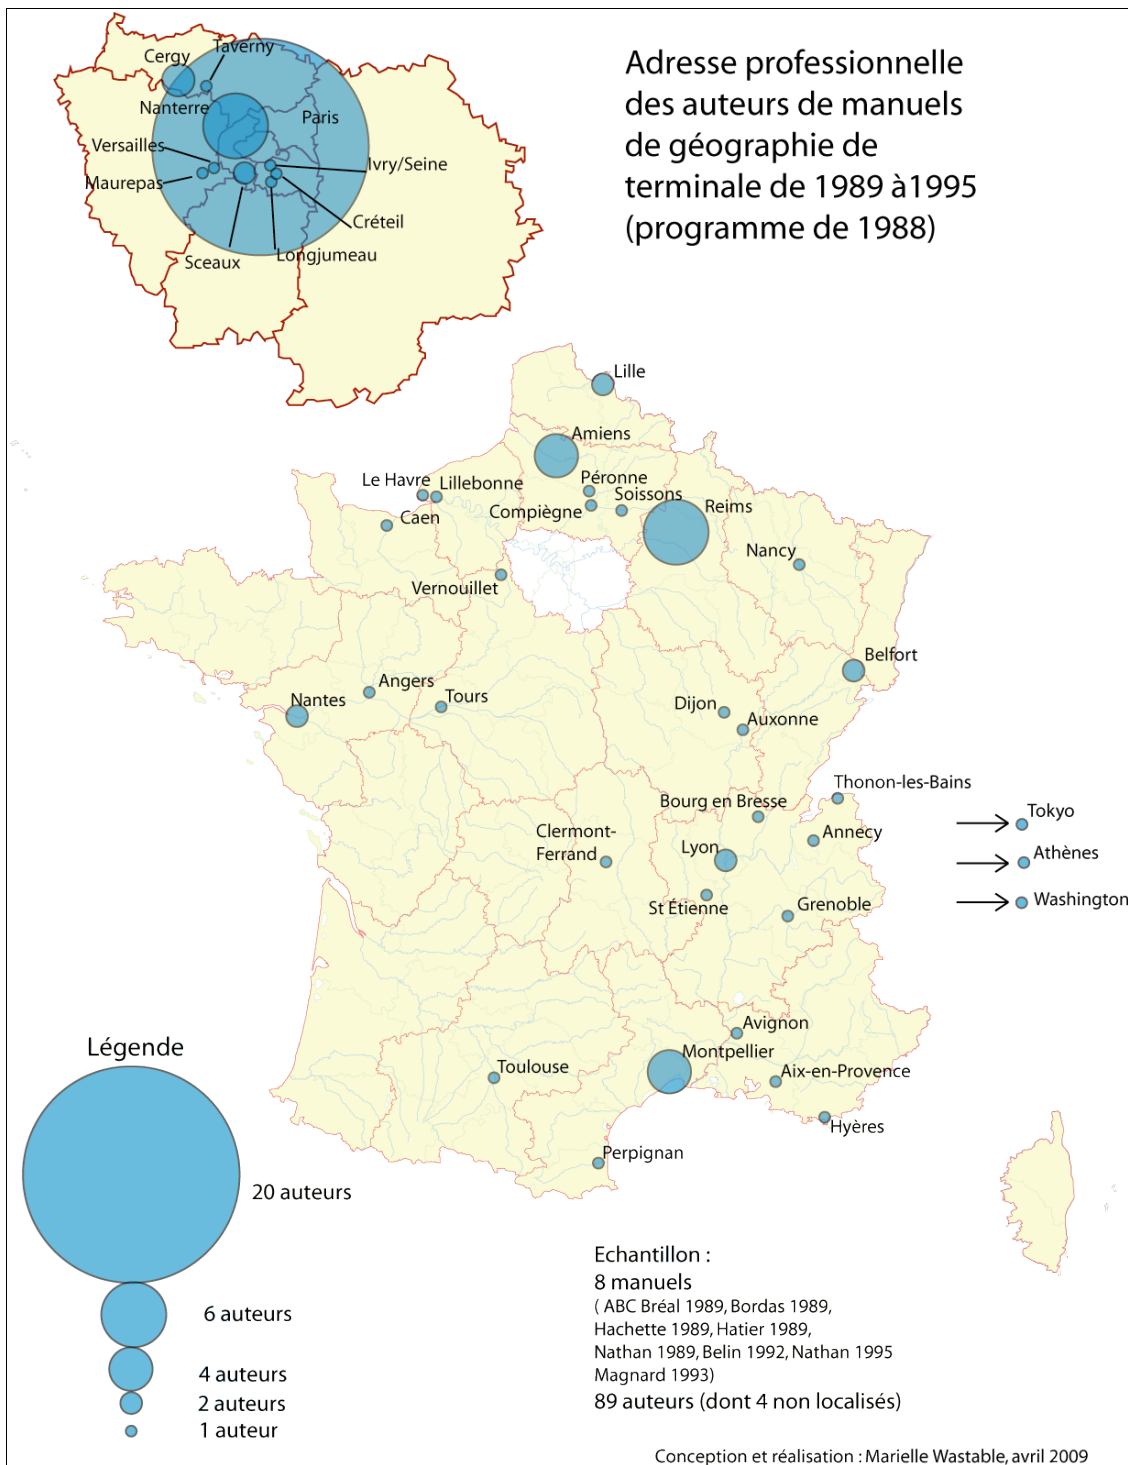 Adresse professionnelle
des auteurs de manuels
de géographie de
terminale de 1989 à1995
(programme de 1988)
Taverny
Cergy
Nanterre
Paris
Versailles
Ivry/Seine
Maurepas
Créteil
Sceaux
Longjumeau
Lille
Amiens
Péronne
Le Havre
Lillebonne
Soissons
Compiègne
Reims
Caen
Nancy
Vernouillet
Belfort
Angers
Nantes
Tours
Dijon
Auxonne
Thonon-les-Bains
Bourg en Bresse
Tokyo
Clermont-
Ferrand
Annecy
Lyon
Athènes
St Étienne
Grenoble
Washington
Avignon
Montpellier
Toulouse
Aix-en-Provence
Hyères
Perpignan
Légende
20 auteurs
6 auteurs
4 auteurs
2 auteurs
1 auteur
Echantillon :
8 manuels
( ABC Bréal 1989, Bordas 1989,
Hachette 1989, Hatier 1989,
Nathan 1989, Belin 1992, Nathan 1995
Magnard 1993)
89 auteurs (dont 4 non localisés)
Conception et réalisation : Marielle Wastable, avril 2009